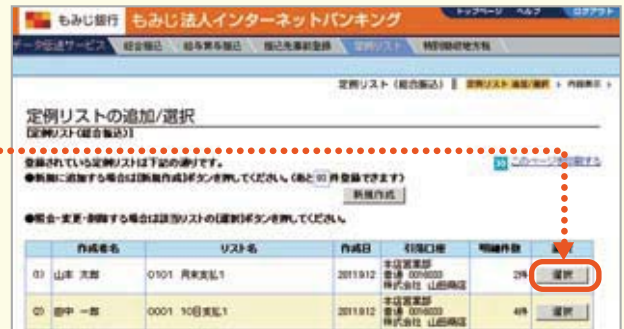 もみじ銀行 もみじ法人インターネットバンキング
トップページ ヘルプ ログアウト
データ伝送サービス 総合振込 給与賞与振込 振込先事前登録 定例リスト 特別徴収地方税
定例リスト(総合振込) || 定例リスト 追加/選択 > 内容表示 >
定例リストの追加/選択
[定例リスト(総合振込)]
登録されている定例リストは下記の通りです。
このページを印刷する
●新規に追加する場合は[新規作成]ボタンを押してください。(あと 件登録できます)
新規作成
●照会・変更・削除する場合は該当リストの[選択]ボタンを押してください。
作成者名 リスト名 作成日 引落口座 明細件数 選択
(1) 山本 太郎 0101 月末支払1 2011.9.12 本店営業部 普通 0016003 株式会社 山田商店 選択
(2) 田中 一郎 0001 10日支払1 2011.9.12 本店営業部 普通 0016003 株式会社 山田商店 選択